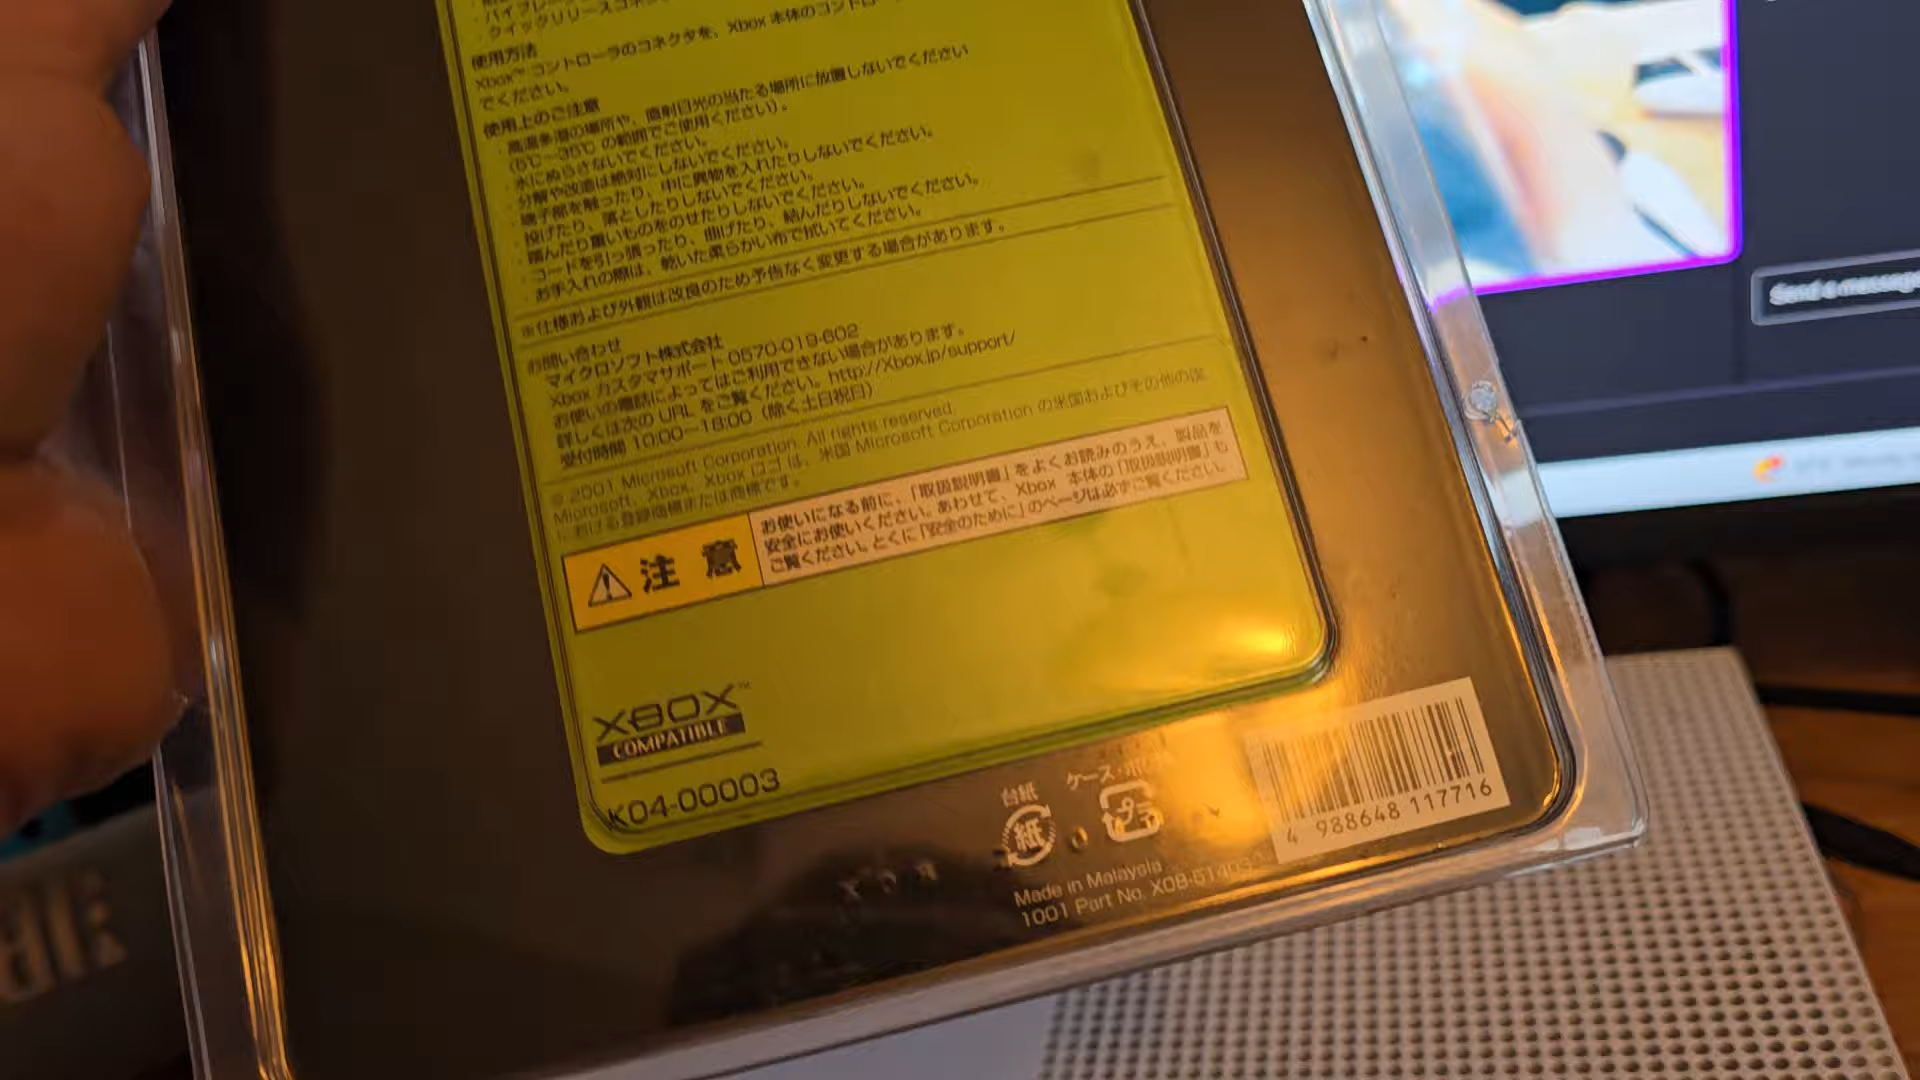 クイックリリースコネ
使用方法
Xbox™ コントローラのコネクタを、Xbox 本体のコントロー
でください。
使用上のご注意
・高温多湿の場所や、直射日光の当たる場所に放置しないでください
（5℃～35℃ の範囲でご使用ください）。
・水にぬらさないでください。
・分解や改造は絶対にしないでください。
・端子部を触ったり、中に異物を入れたりしないでください。
・投げたり、落としたりしないでください。
・踏んだり重いものをのせたりしないでください。
・コードを引っ張ったり、曲げたり、結んだりしないでください。
・お手入れの際は、乾いた柔らかい布で拭いてください。
※仕様および外観は改良のため予告なく変更する場合があります。
お問い合わせ
マイクロソフト株式会社
Xbox カスタマサポート 0570-019-602
お使いの電話によってはご利用できない場合があります。
詳しくは次の URL をご覧ください。http://Xbox.jp/support/
受付時間 10:00～18:00（除く土日祝日）
© 2001 Microsoft Corporation. All rights reserved.
Microsoft、Xbox、Xbox ロゴ は、米国 Microsoft Corporation の米国およびその他の国
における登録商標または商標です。
注 意
お使いになる前に、「取扱説明書」をよくお読みのうえ、製品を
安全にお使いください。あわせて、Xbox 本体の「取扱説明書」も
ご覧ください。とくに「安全のために」のページは必ずご覧ください。
XBOX™
COMPATIBLE
K04-00003
台紙
紙
ケース・
プラ
4 988648 117716
Made in Malaysia
1001 Part No.
Send a message